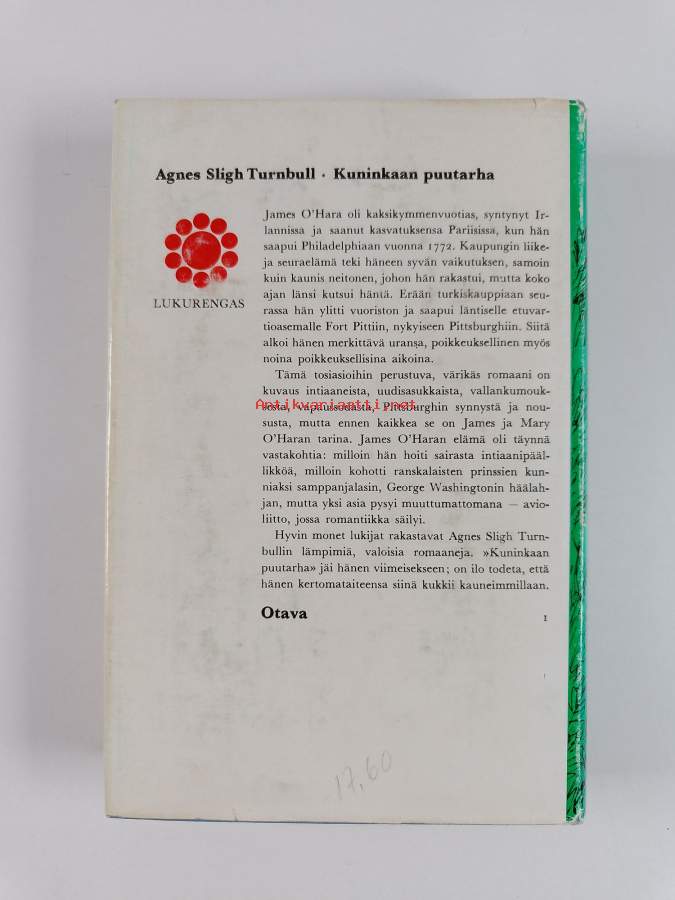 Agnes Sligh Turnbull · Kuninkaan puutarha
LUKURENGAS
James O'Hara oli kaksikymmenvuotias, syntynyt Ir-
lannissa ja saanut kasvatuksensa Pariisissa, kun hän
saapui Philadelphiaan vuonna 1772. Kaupungin liike-
ja seuraelämä teki häneen syvän vaikutuksen, samoin
kuin kaunis neitonen, johon hän rakastui, mutta koko
ajan länsi kutsui häntä. Erään turkiskauppiaan seu-
rassa hän ylitti vuoriston ja saapui läntiselle etuvar-
tioasemalle Fort Pittiin, nykyiseen Pittsburghiin. Siitä
alkoi hänen merkittävä uransa, poikkeuksellinen myös
noina poikkeuksellisina aikoina.
Tämä tosiasioihin perustuva, värikäs romaani on
kuvaus intiaaneista, uudisasukkaista, vallankumouk-
sesta, vapaussodasta, Pittsburghin synnystä ja nou-
susta, mutta ennen kaikkea se on James ja Mary
O'Haran tarina. James O'Haran elämä oli täynnä
vastakohtia: milloin hän hoiti sairasta intiaanipääl-
likköä, milloin kohotti ranskalaisten prinssien kun-
niaksi samppanjalasin, George Washingtonin häälah-
jan, mutta yksi asia pysyi muuttumattomana — avio-
liitto, jossa romantiikka säilyi.
Hyvin monet lukijat rakastavat Agnes Sligh Turn-
bullin lämpimiä, valoisia romaaneja. »Kuninkaan
puutarha» jäi hänen viimeisekseen; on ilo todeta, että
hänen kertomataiteensa siinä kukkii kauneimmillaan.
Otava 1
17,60
Antikvariaatti.net